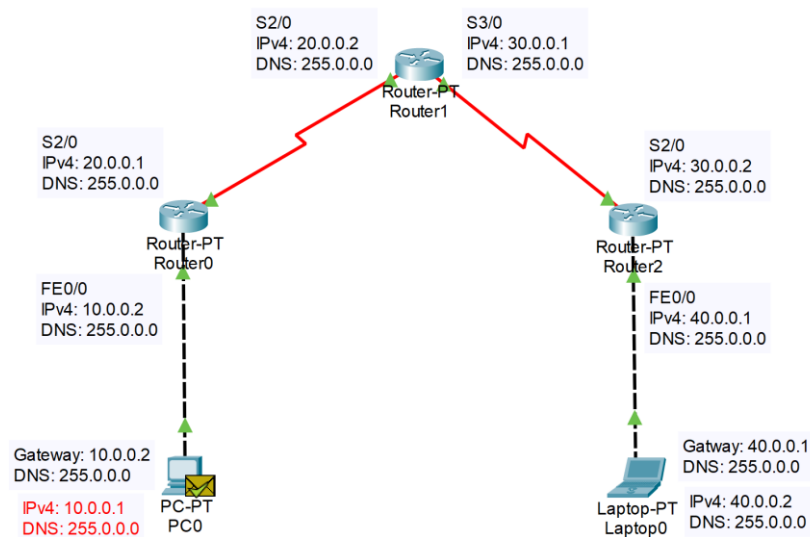 S2/0
IPv4: 20.0.0.2
DNS: 255.0.0.0
S3/0
IPv4: 30.0.0.1
DNS: 255.0.0.0
Router-PT
Router1
S2/0
IPv4: 20.0.0.1
DNS: 255.0.0.0
S2/0
IPv4: 30.0.0.2
DNS: 255.0.0.0
Router-PT
Router0
Router-PT
Router2
FE0/0
IPv4: 10.0.0.2
DNS: 255.0.0.0
FE0/0
IPv4: 40.0.0.1
DNS: 255.0.0.0
Gateway: 10.0.0.2
DNS: 255.0.0.0
IPv4: 10.0.0.1
DNS: 255.0.0.0
PC-PT
PC0
Gatway: 40.0.0.1
DNS: 255.0.0.0
Laptop-PT
Laptop0
IPv4: 40.0.0.2
DNS: 255.0.0.0